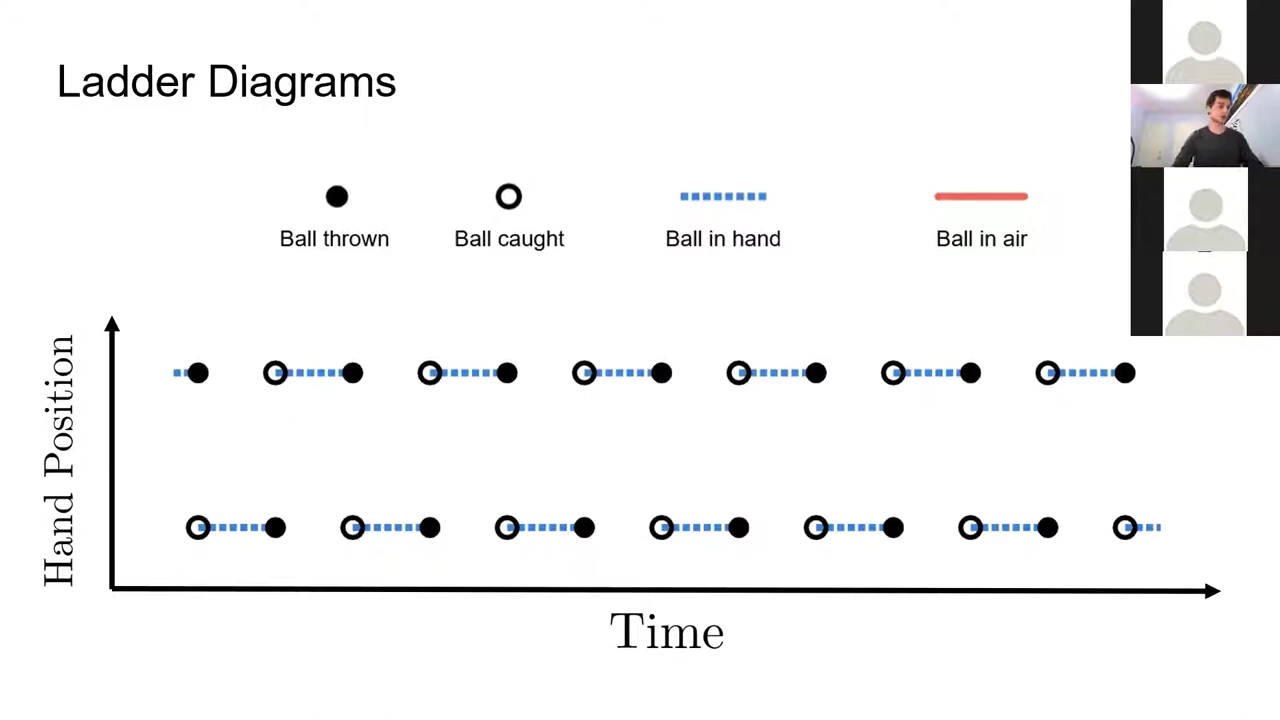 Ladder Diagrams
Ball thrown
Ball caught
Ball in hand
Ball in air
Hand Position
Time